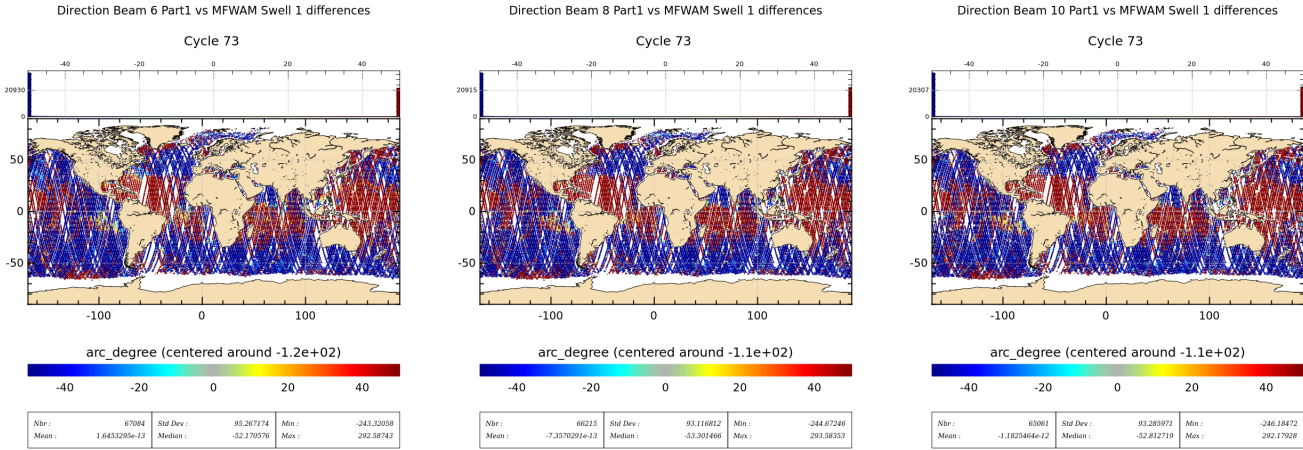 Direction Beam 6 Part1 vs MFWAM Swell 1 differences
Cycle 73
-40 -20 0 20 40
20930
0
50
0
-50
-100 0 100
arc_degree (centered around -1.2e+02)
-40 -20 0 20 40
Nbr : 67084 Std Dev : 95.267174 Min : -243.32058
Mean : 1.6453295e-13 Median : -52.170576 Max : 292.58743
Direction Beam 8 Part1 vs MFWAM Swell 1 differences
Cycle 73
-40 -20 0 20 40
20915
0
50
0
-50
-100 0 100
arc_degree (centered around -1.1e+02)
-40 -20 0 20 40
Nbr : 66215 Std Dev : 93.116812 Min : -244.67246
Mean : -7.3570291e-13 Median : -53.301466 Max : 293.58353
Direction Beam 10 Part1 vs MFWAM Swell 1 differences
Cycle 73
-40 -20 0 20 40
20307
0
50
0
-50
-100 0 100
arc_degree (centered around -1.1e+02)
-40 -20 0 20 40
Nbr : 65061 Std Dev : 93.285971 Min : -246.18472
Mean : -1.1825464e-12 Median : -52.812719 Max : 292.17928